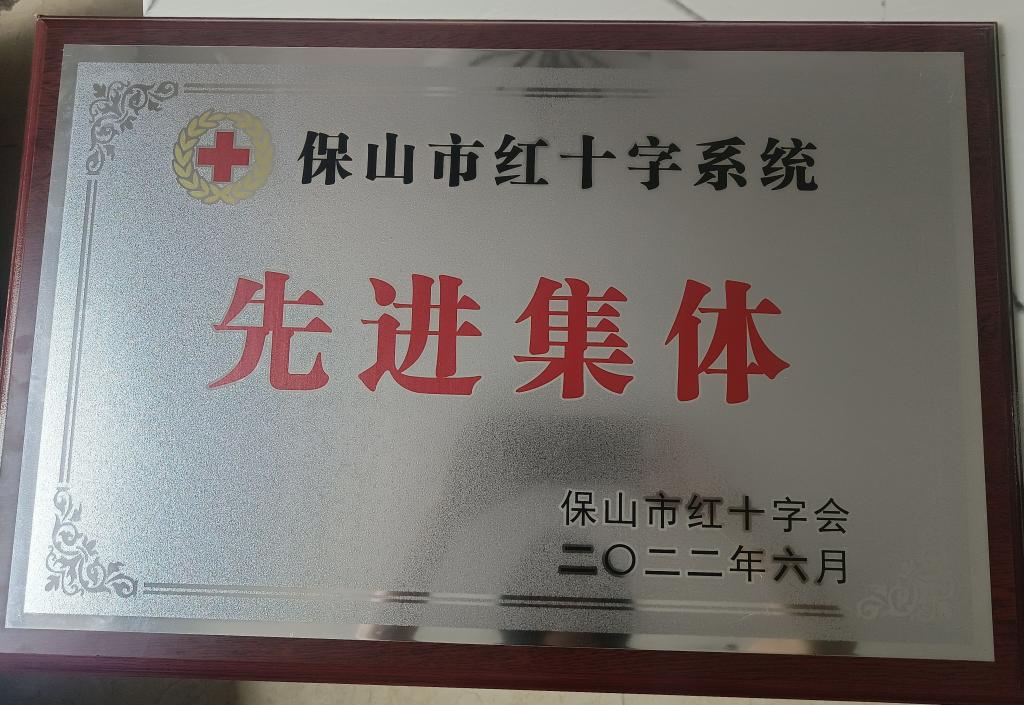 保山市红十字系统
先进集体
保山市红十字会
二〇二二年六月